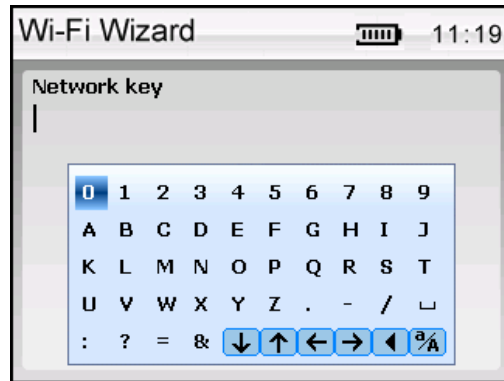 Wi-Fi Wizard 11:19
Network key
0 1 2 3 4 5 6 7 8 9
A B C D E F G H I J
K L M N O P Q R S T
U V W X Y Z . - / ⎵
: ? = & ↓ ↑ ← → ◀ a/A